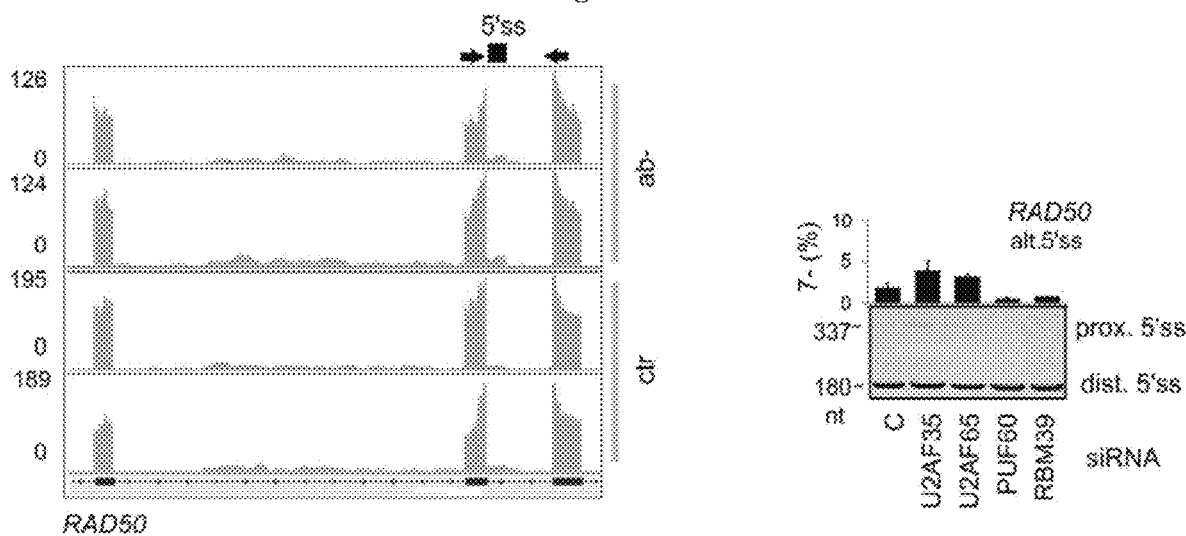 5'ss
126
0
124
0
195
0
189
0
ab-
ctr
RAD50
RAD50
alt.5'ss
7- (%)
10
5
0
337-
180-
nt
prox. 5'ss
dist. 5'ss
C
U2AF35
U2AF65
PUF60
RBM39
siRNA